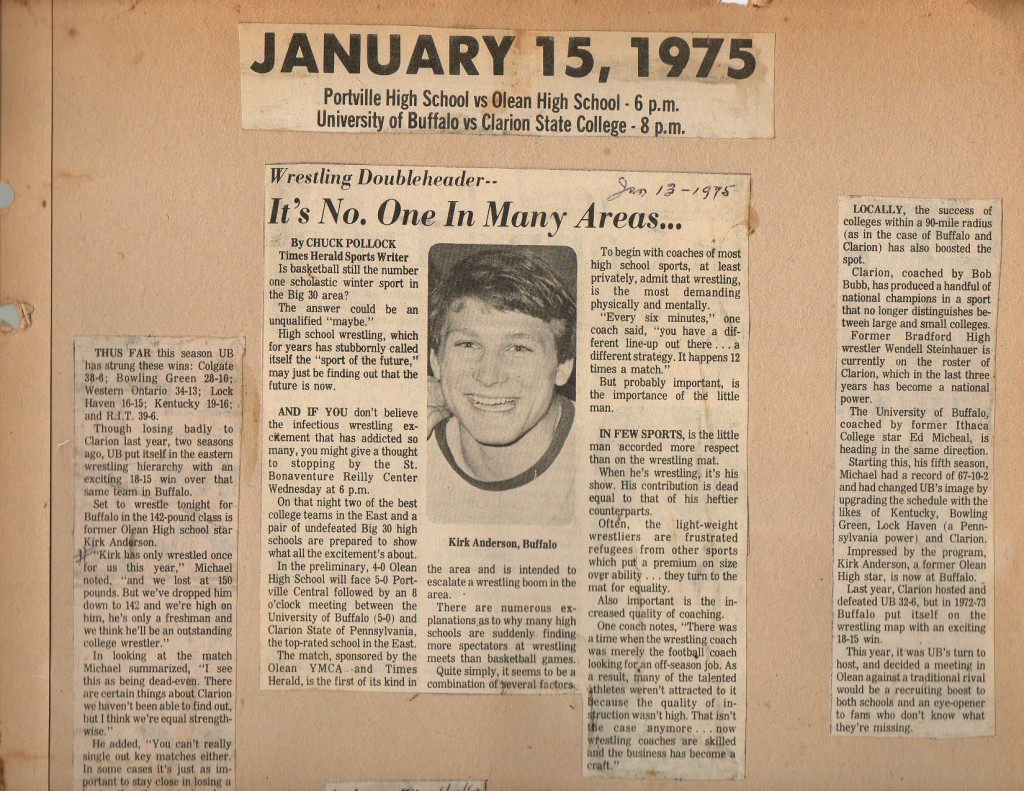 JANUARY 15, 1975
Portville High School vs Olean High School - 6 p.m.
University of Buffalo vs Clarion State College - 8 p.m.
Wrestling Doubleheader--
Jan 13-1975
It's No. One In Many Areas...
By CHUCK POLLOCK
Times Herald Sports Writer
Is basketball still the number
one scholastic winter sport in
the Big 30 area?
The answer could be an
unqualified "maybe."
High school wrestling, which
for years has stubbornly called
itself the "sport of the future,"
may just be finding out that the
future is now.
AND IF YOU don't believe
the infectious wrestling ex-
citement that has addicted so
many, you might give a thought
to stopping by the St.
Bonaventure Reilly Center
Wednesday at 6 p.m.
On that night two of the best
college teams in the East and a
pair of undefeated Big 30 high
schools are prepared to show
what all the excitement's about.
In the preliminary, 4-0 Olean
High School will face 5-0 Port-
ville Central followed by an 8
o'clock meeting between the
University of Buffalo (5-0) and
Clarion State of Pennsylvania,
the top-rated school in the East.
The match, sponsored by the
Olean YMCA and Times
Herald, is the first of its kind in
Kirk Anderson, Buffalo
the area and is intended to
escalate a wrestling boom in the
area.
There are numerous ex-
planations as to why many high
schools are suddenly finding
more spectators at wrestling
meets than basketball games.
Quite simply, it seems to be a
combination of several factors.
To begin with coaches of most
high school sports, at least
privately, admit that wrestling,
is the most demanding
physically and mentally.
"Every six minutes," one
coach said, "you have a dif-
ferent line-up out there . . . a
different strategy. It happens 12
times a match."
But probably important, is
the importance of the little
man.
IN FEW SPORTS, is the little
man accorded more respect
than on the wrestling mat.
When he's wrestling, it's his
show. His contribution is dead
equal to that of his heftier
counterparts.
Often, the light-weight
wrestliers are frustrated
refugees from other sports
which put a premium on size
over ability . . . they turn to the
mat for equality.
Also important is the in-
creased quality of coaching.
One coach notes, "There was
a time when the wrestling coach
was merely the football coach
looking for an off-season job. As
a result, many of the talented
athletes weren't attracted to it
because the quality of in-
struction wasn't high. That isn't
the case anymore . . . now
wrestling coaches are skilled
and the business has become a
craft."
LOCALLY, the success of
colleges within a 90-mile radius
(as in the case of Buffalo and
Clarion) has also boosted the
spot.
Clarion, coached by Bob
Bubb, has produced a handful of
national champions in a sport
that no longer distinguishes be-
tween large and small colleges.
Former Bradford High
wrestler Wendell Steinhauer is
currently on the roster of
Clarion, which in the last three
years has become a national
power.
The University of Buffalo,
coached by former Ithaca
College star Ed Micheal, is
heading in the same direction.
Starting this, his fifth season,
Michael had a record of 67-10-2
and had changed UB's image by
upgrading the schedule with the
likes of Kentucky, Bowling
Green, Lock Haven (a Penn-
sylvania power) and Clarion.
Impressed by the program,
Kirk Anderson, a former Olean
High star, is now at Buffalo.
Last year, Clarion hosted and
defeated UB 32-6, but in 1972-73
Buffalo put itself on the
wrestling map with an exciting
18-15 win.
This year, it was UB's turn to
host, and decided a meeting in
Olean against a traditional rival
would be a recruiting boost to
both schools and an eye-opener
to fans who don't know what
they're missing.
THUS FAR this season UB
has strung these wins: Colgate
38-6; Bowling Green 28-10;
Western Ontario 34-13; Lock
Haven 16-15; Kentucky 19-16;
and R.I.T. 39-6.
Though losing badly to
Clarion last year, two seasons
ago, UB put itself in the eastern
wrestling hierarchy with an
exciting 18-15 win over that
same team in Buffalo.
Set to wrestle tonight for
Buffalo in the 142-pound class is
former Olean High school star
Kirk Anderson.
"Kirk has only wrestled once
for us this year," Michael
noted, "and we lost at 150
pounds. But we've dropped him
down to 142 and we're high on
him, he's only a freshman and
we think he'll be an outstanding
college wrestler."
In looking at the match
Michael summarized, "I see
this as being dead-even. There
are certain things about Clarion
we haven't been able to find out,
but I think we're equal strength-
wise."
He added, "You can't really
single out key matches either.
In some cases it's just as im-
portant to stay close in losing a